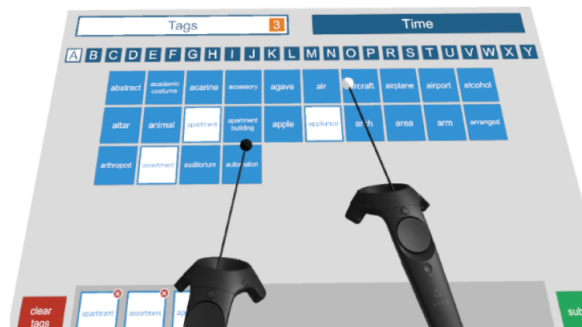 Tags 3 Time
A B C D E F G H I J K L M N O P Q R S T U V W X Y
abstract academic costume acarine accessory agave air aircraft airplane airport alcohol
altar animal apartment apartment building apple appliance arch area arm arranged
arthropod assortment auditorium automaton
clear tags apartment assortment